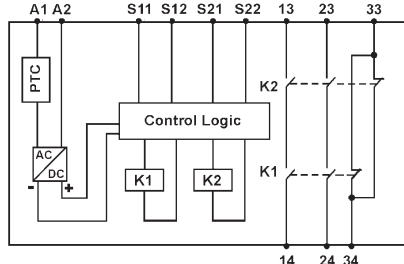 A1 A2 S11 S12 S21 S22 13 23 33
PTC
K2
Control Logic
AC
DC
- +
K1 K2
K1
14 24 34